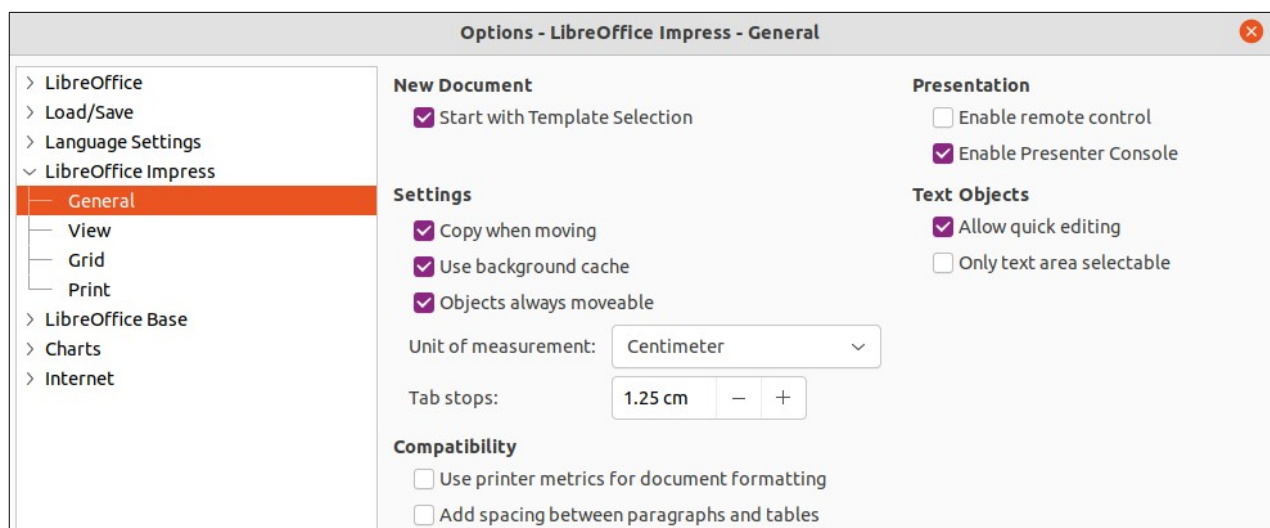 Options - LibreOffice Impress - General
LibreOffice
Load/Save
Language Settings
LibreOffice Impress
General
View
Grid
Print
LibreOffice Base
Charts
Internet
New Document
Start with Template Selection
Settings
Copy when moving
Use background cache
Objects always moveable
Unit of measurement: Centimeter
Tab stops: 1.25 cm
Compatibility
Use printer metrics for document formatting
Add spacing between paragraphs and tables
Presentation
Enable remote control
Enable Presenter Console
Text Objects
Allow quick editing
Only text area selectable